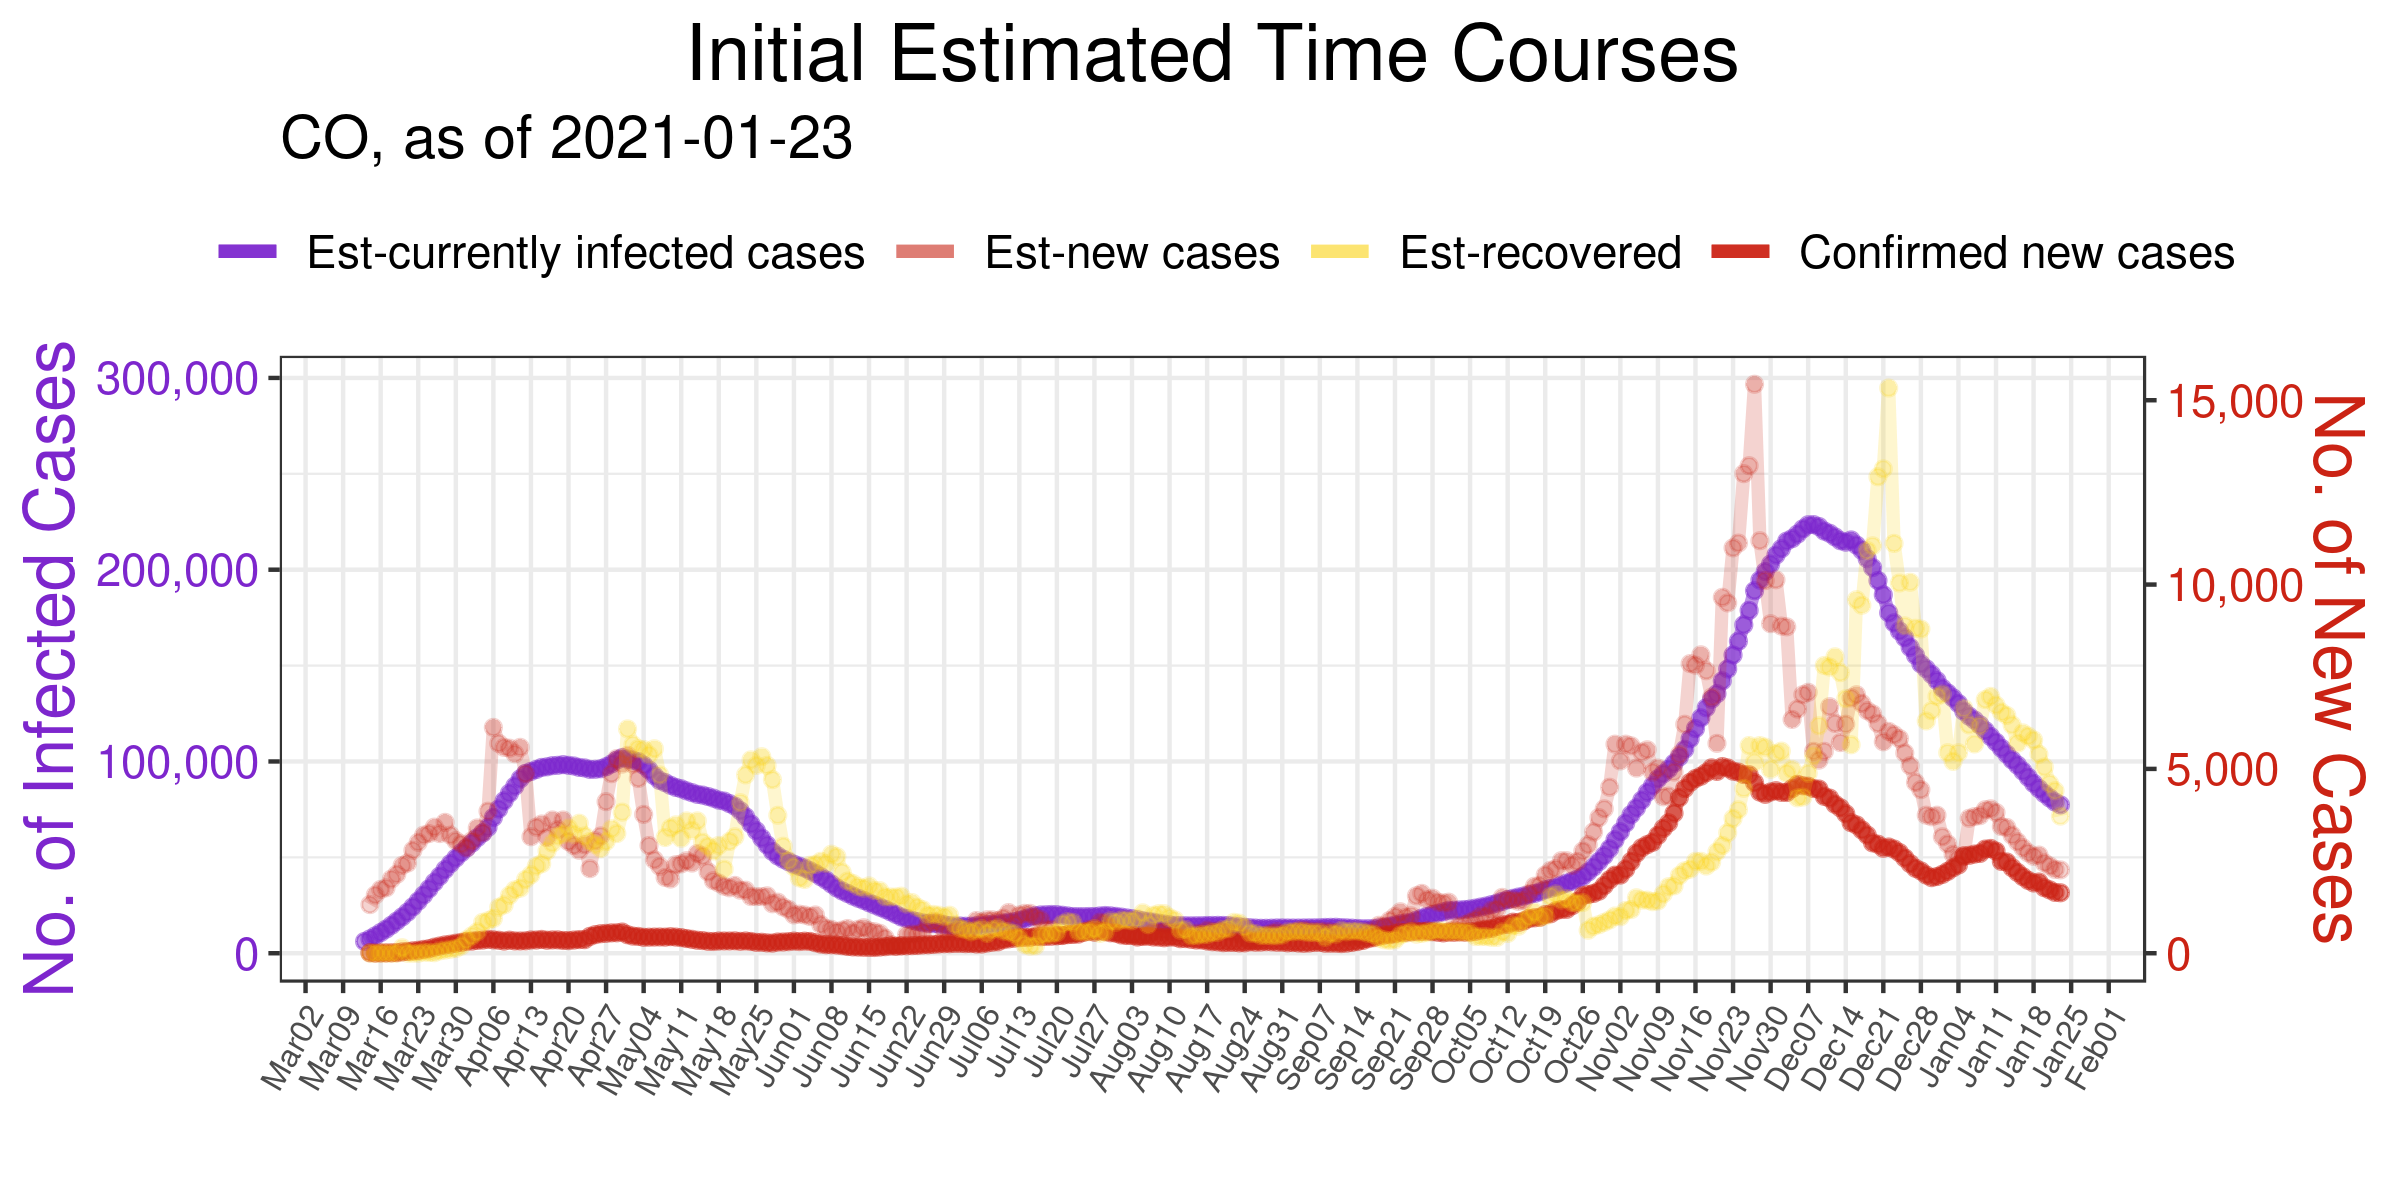 Initial Estimated Time Courses
CO, as of 2021-01-23
Est-currently infected cases Est-new cases Est-recovered Confirmed new cases
No. of Infected Cases
300,000
200,000
100,000
0
15,000
10,000
5,000
0
No. of New Cases
Mar02 Mar09 Mar16 Mar23 Mar30 Apr06 Apr13 Apr20 Apr27 May04 May11 May18 May25 Jun01 Jun08 Jun15 Jun22 Jun29 Jul06 Jul13 Jul20 Jul27 Aug03 Aug10 Aug17 Aug24 Aug31 Sep07 Sep14 Sep21 Sep28 Oct05 Oct12 Oct19 Oct26 Nov02 Nov09 Nov16 Nov23 Nov30 Dec07 Dec14 Dec21 Dec28 Jan04 Jan11 Jan18 Jan25 Feb01